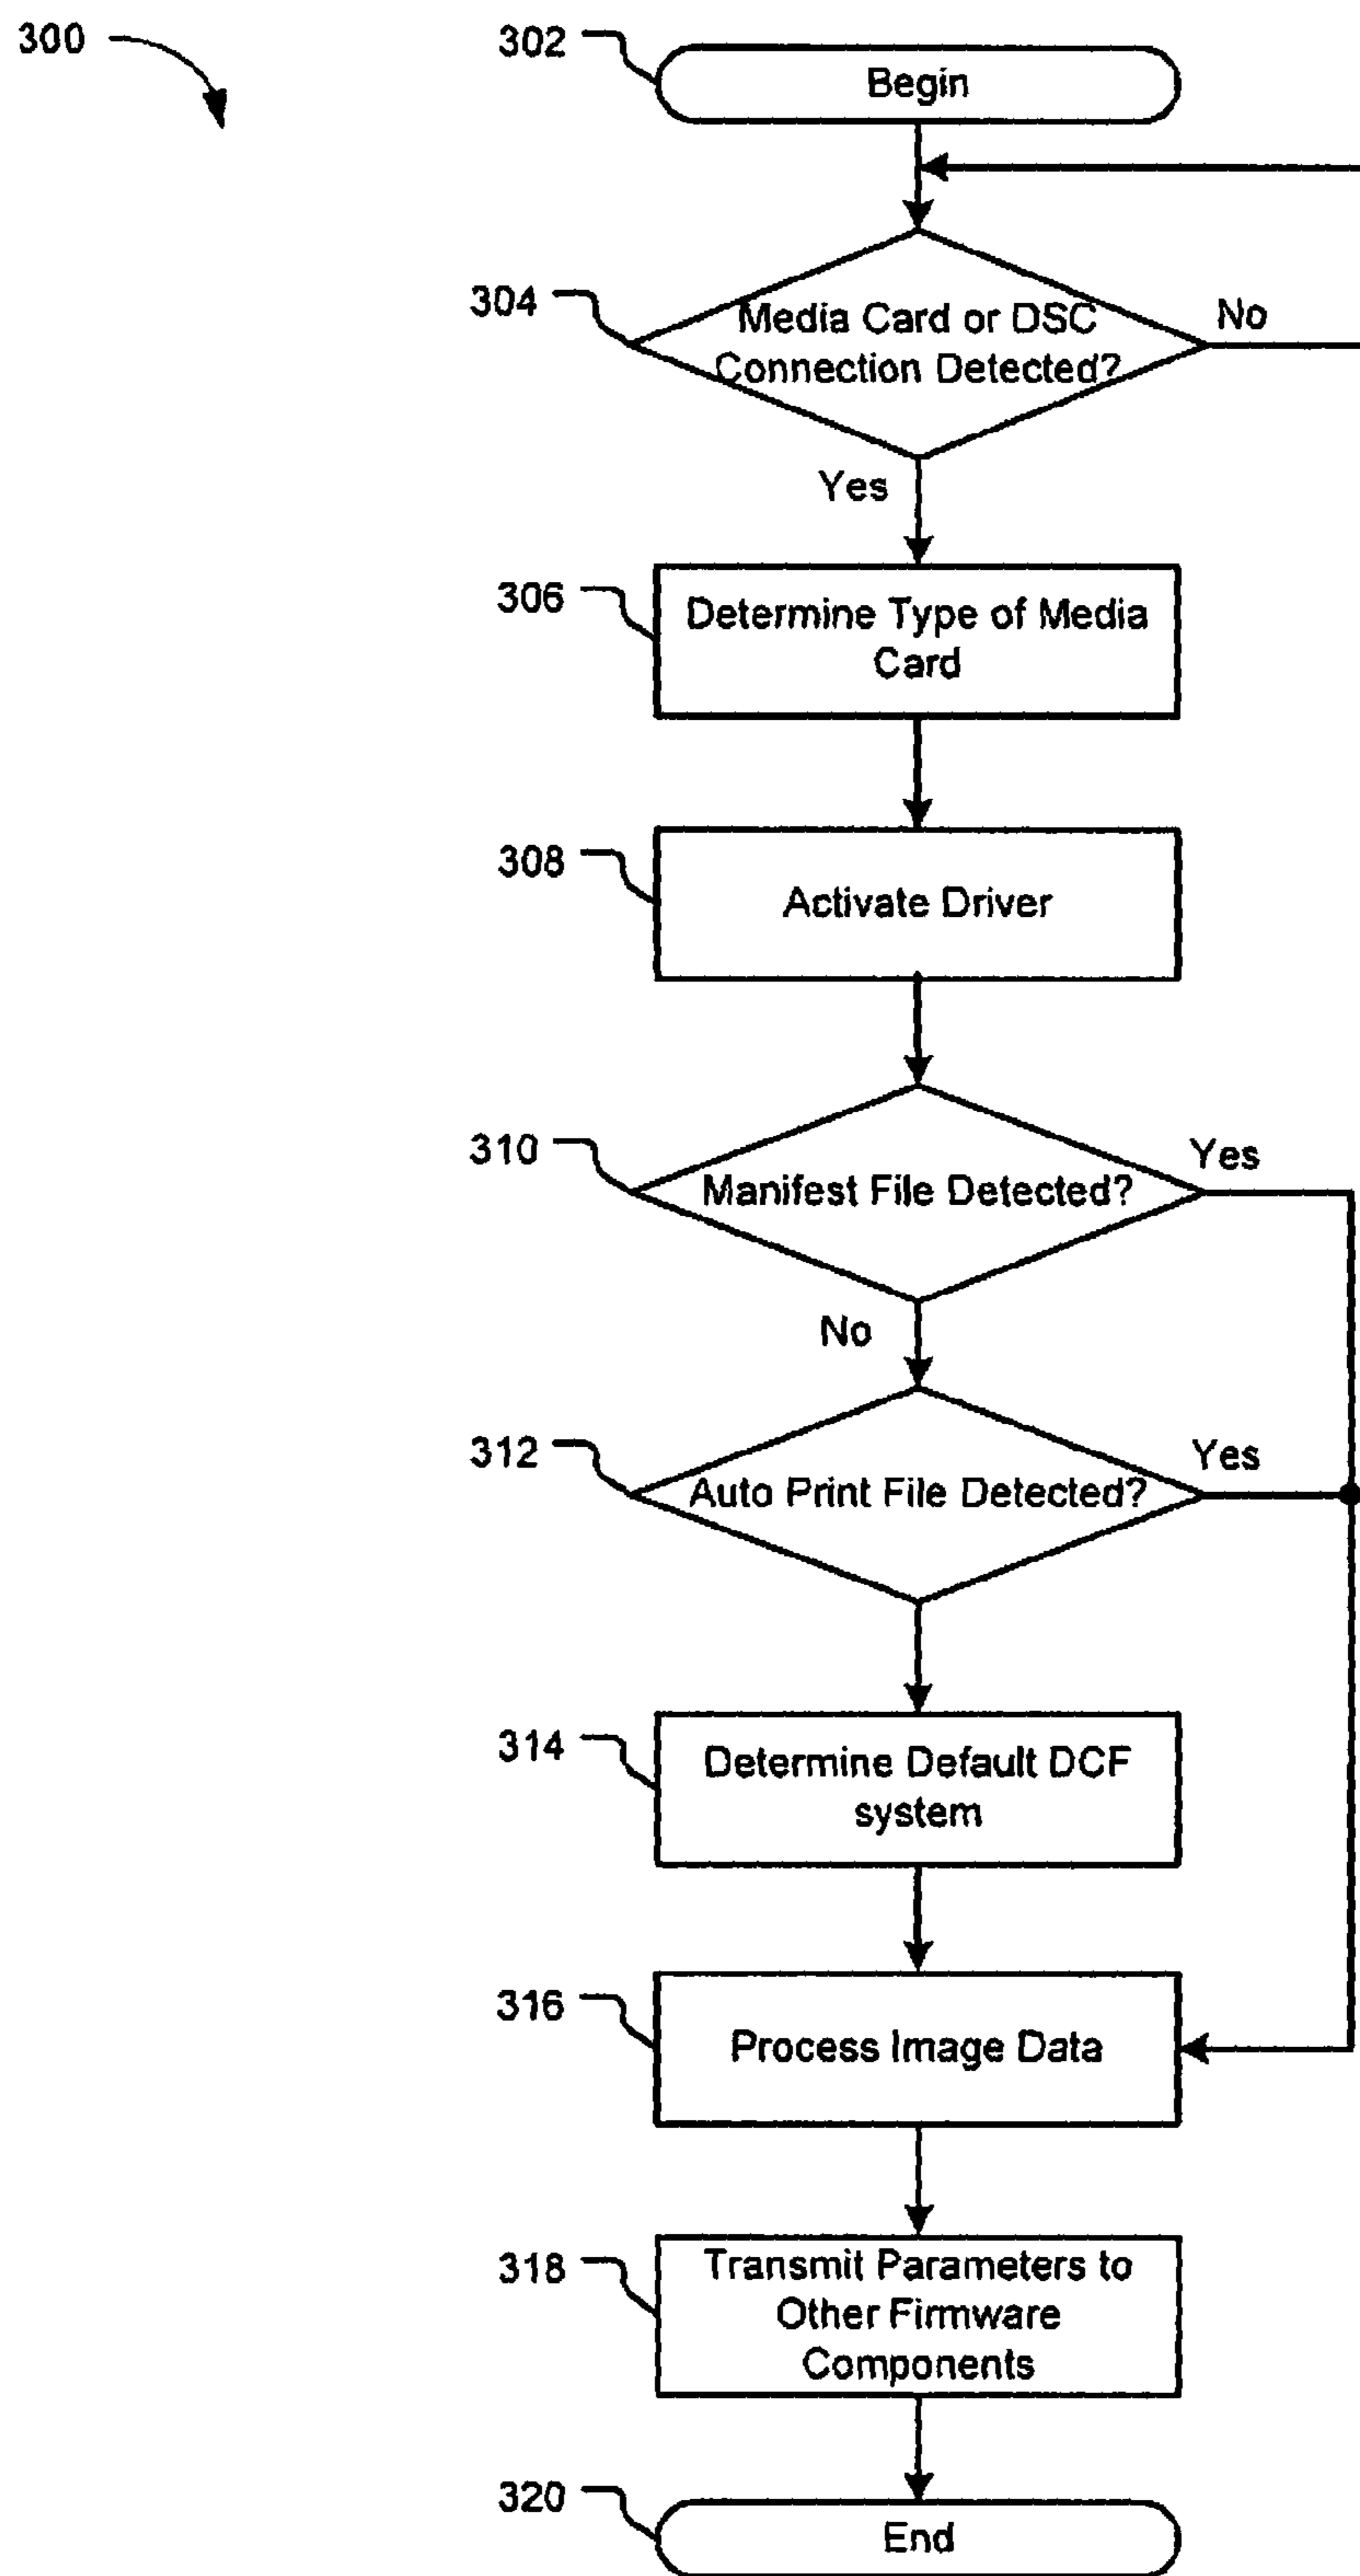 300
302
Begin
304
Media Card or DSC
Connection Detected?
No
Yes
306
Determine Type of Media
Card
308
Activate Driver
310
Manifest File Detected?
Yes
No
312
Auto Print File Detected?
Yes
314
Determine Default DCF
system
316
Process Image Data
318
Transmit Parameters to
Other Firmware
Components
320
End